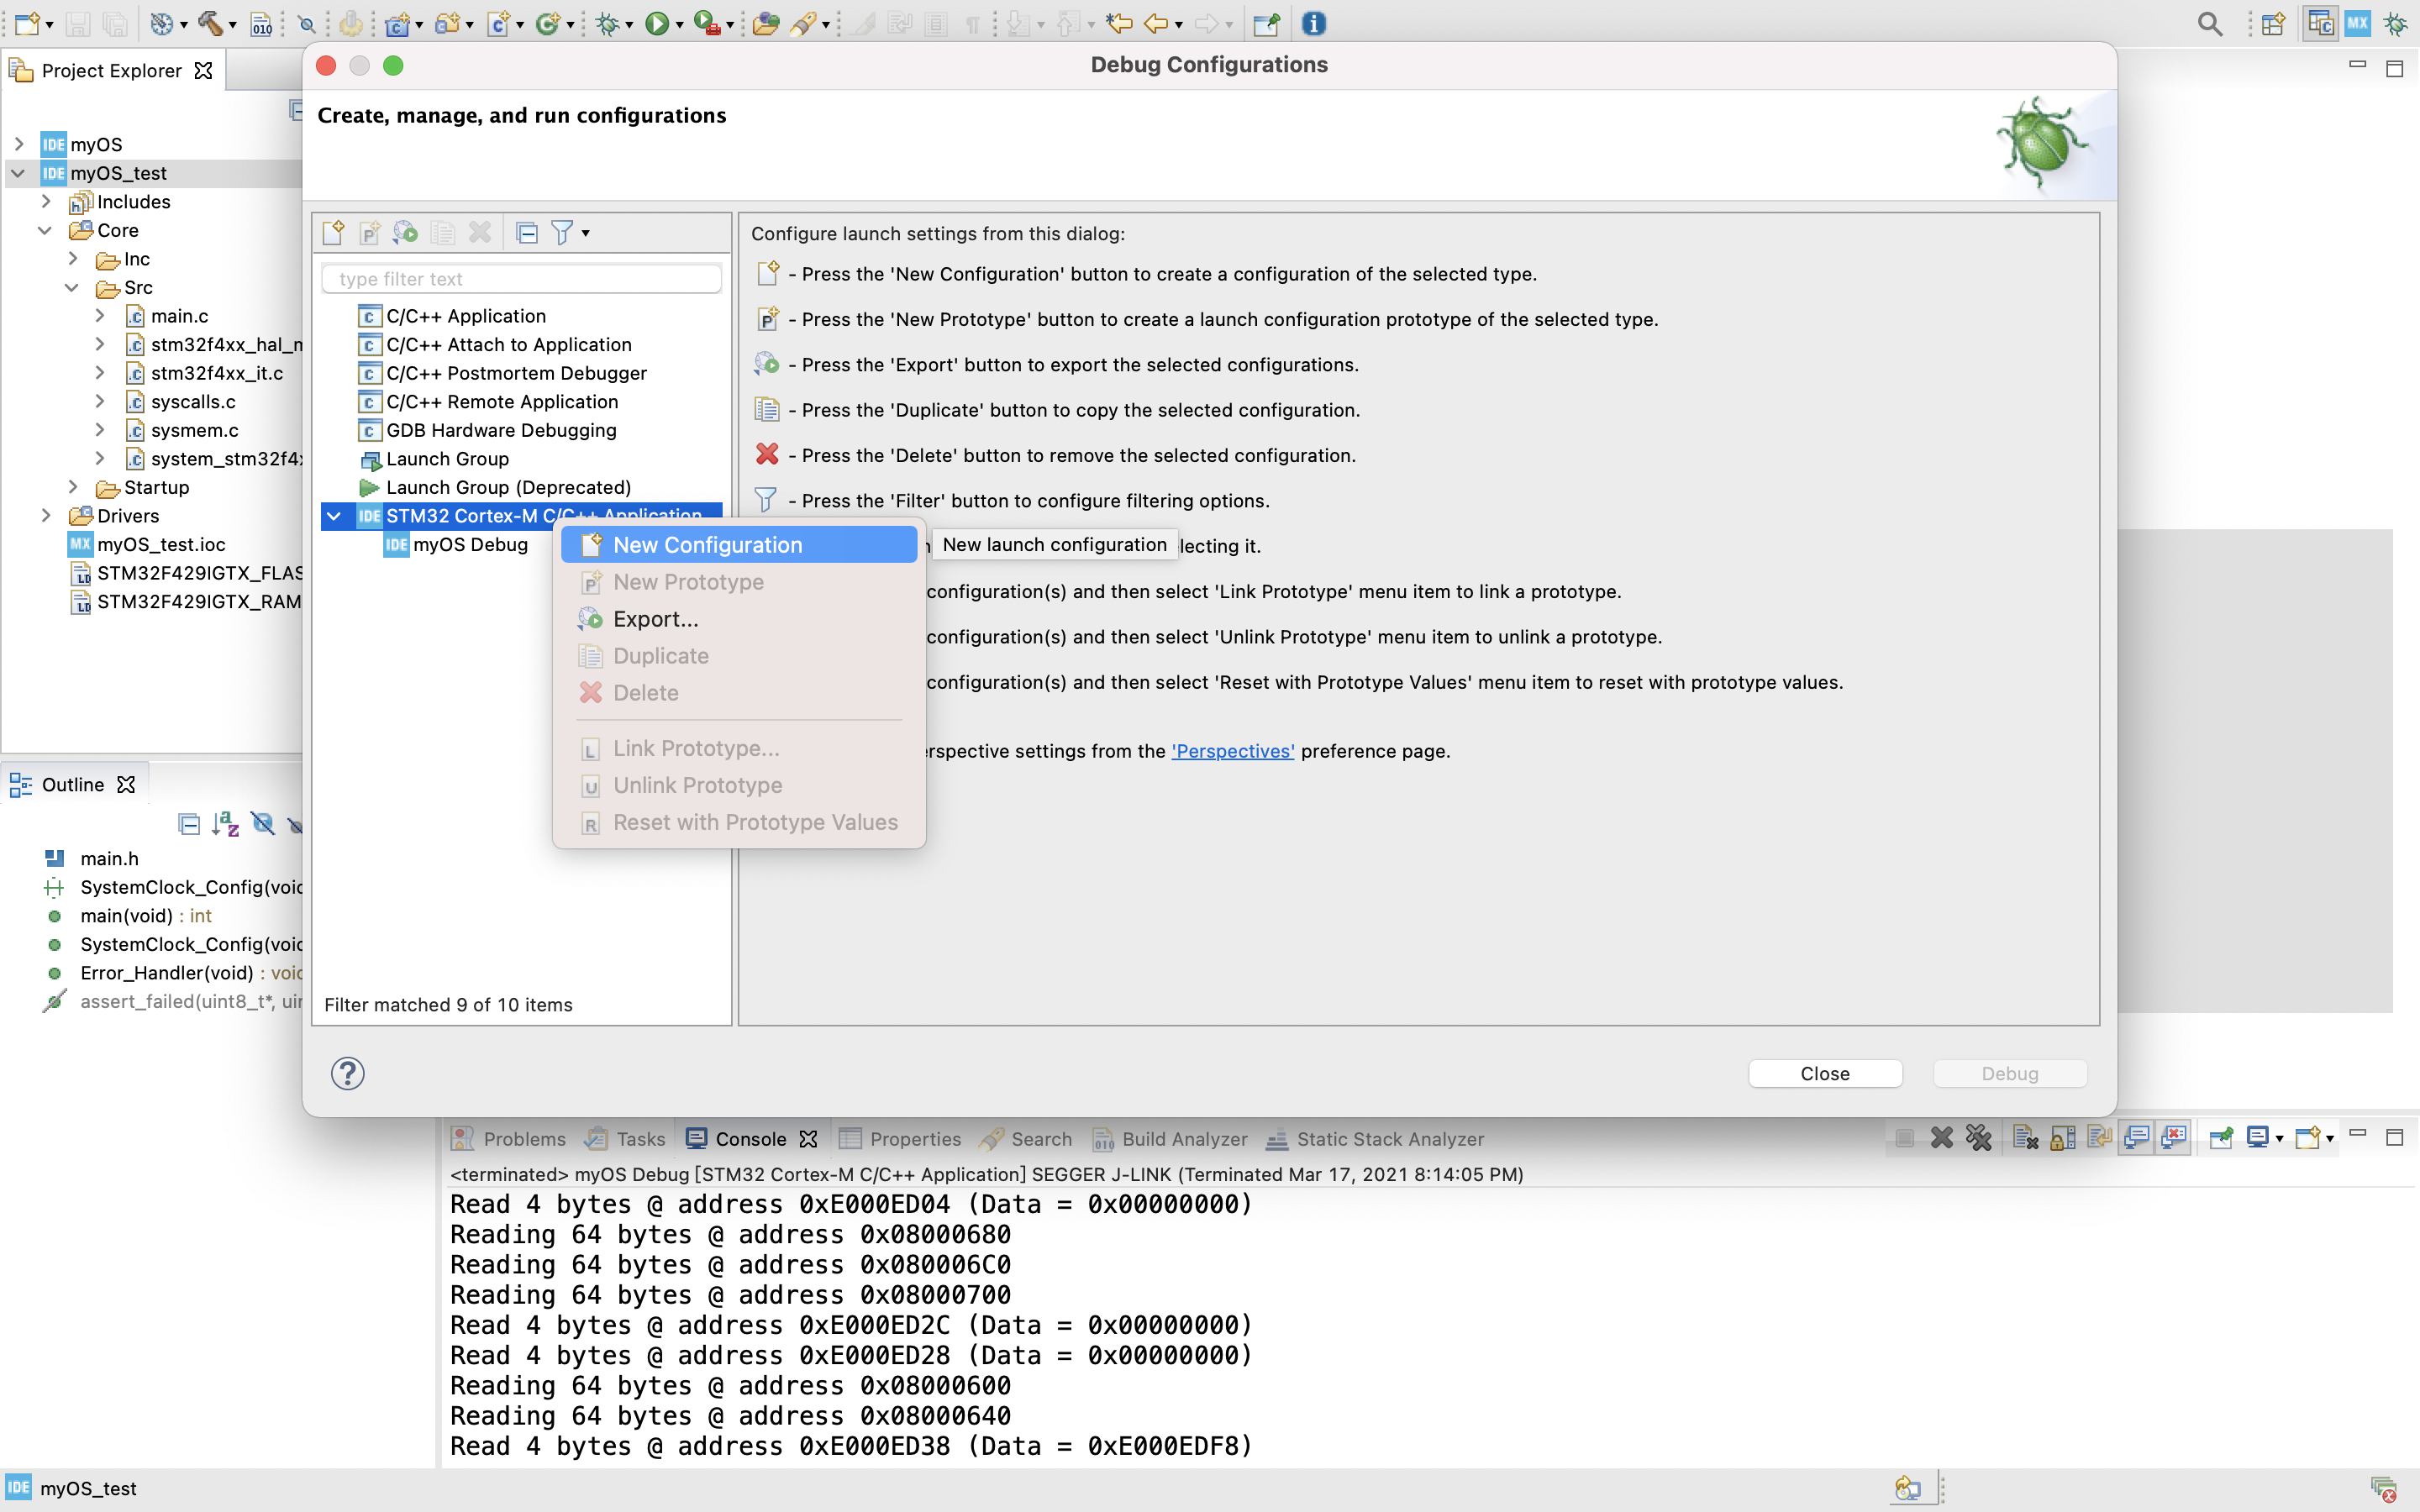 Project Explorer
myOS
myOS_test
Includes
Core
Inc
Src
main.c
stm32f4xx_hal_m
stm32f4xx_it.c
syscalls.c
sysmem.c
system_stm32f4x
Startup
Drivers
myOS_test.ioc
STM32F429IGTX_FLAS
STM32F429IGTX_RAM
Outline
main.h
SystemClock_Config(voic
main(void) : int
SystemClock_Config(voic
Error_Handler(void) : voic
assert_failed(uint8_t*, uir
Debug Configurations
Create, manage, and run configurations
type filter text
C/C++ Application
C/C++ Attach to Application
C/C++ Postmortem Debugger
C/C++ Remote Application
GDB Hardware Debugging
Launch Group
Launch Group (Deprecated)
STM32 Cortex-M C/C++ Application
myOS Debug
Filter matched 9 of 10 items
New Configuration
New Prototype
Export...
Duplicate
Delete
Link Prototype...
Unlink Prototype
Reset with Prototype Values
New launch configuration
Configure launch settings from this dialog:
- Press the 'New Configuration' button to create a configuration of the selected type.
- Press the 'New Prototype' button to create a launch configuration prototype of the selected type.
- Press the 'Export' button to export the selected configurations.
- Press the 'Duplicate' button to copy the selected configuration.
- Press the 'Delete' button to remove the selected configuration.
- Press the 'Filter' button to configure filtering options.
lecting it.
configuration(s) and then select 'Link Prototype' menu item to link a prototype.
configuration(s) and then select 'Unlink Prototype' menu item to unlink a prototype.
configuration(s) and then select 'Reset with Prototype Values' menu item to reset with prototype values.
erspective settings from the 'Perspectives' preference page.
Close
Debug
Problems
Tasks
Console
Properties
Search
Build Analyzer
Static Stack Analyzer
<terminated> myOS Debug [STM32 Cortex-M C/C++ Application] SEGGER J-LINK (Terminated Mar 17, 2021 8:14:05 PM)
Read 4 bytes @ address 0xE000ED04 (Data = 0x00000000)
Reading 64 bytes @ address 0x08000680
Reading 64 bytes @ address 0x080006C0
Reading 64 bytes @ address 0x08000700
Read 4 bytes @ address 0xE000ED2C (Data = 0x00000000)
Read 4 bytes @ address 0xE000ED28 (Data = 0x00000000)
Reading 64 bytes @ address 0x08000600
Reading 64 bytes @ address 0x08000640
Read 4 bytes @ address 0xE000ED38 (Data = 0xE000EDF8)
myOS_test